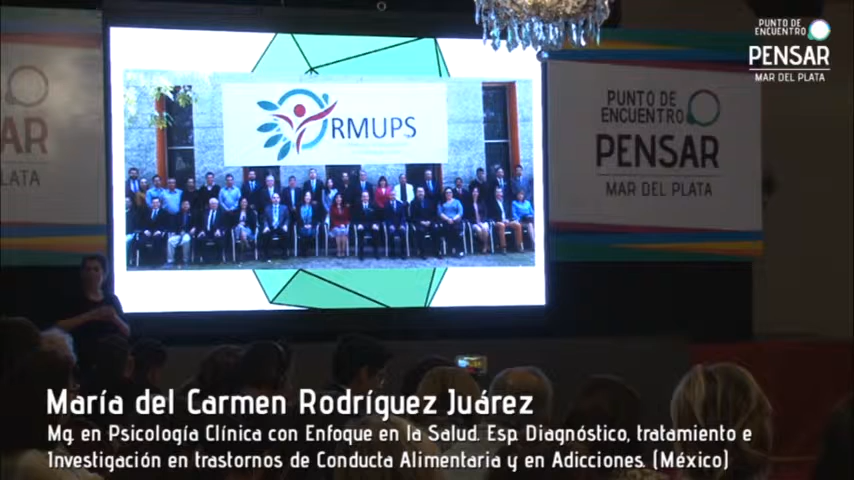 PUNTO DE
ENCUENTRO
PENSAR
MAR DEL PLATA
RMUPS
PUNTO DE
ENCUENTRO
PENSAR
MAR DEL PLATA
SAR
PLATA
María del Carmen Rodríguez Juárez
Mg. en Psicología Clínica con Enfoque en la Salud. Esp. Diagnóstico, tratamiento e
Investigación en trastornos de Conducta Alimentaria y en Adicciones. (México)